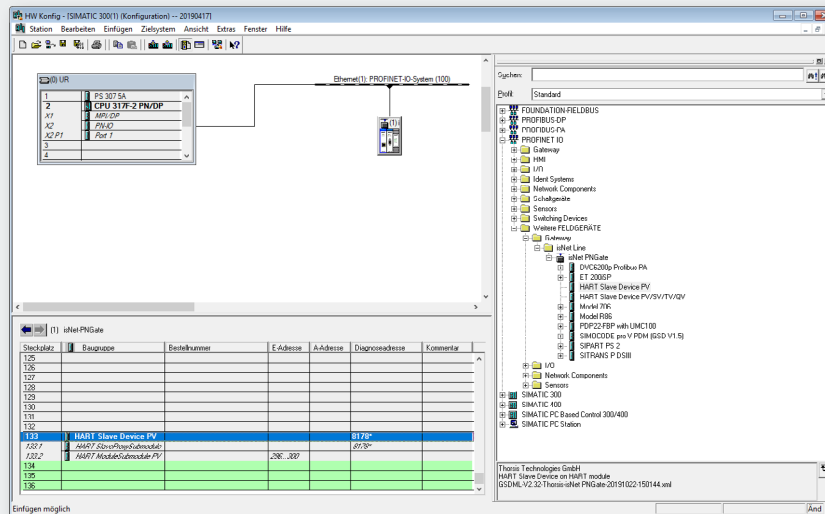 HW Konfig - [SIMATIC 300(1) (Konfiguration) -- 20190417]
Station Bearbeiten Einfügen Zielsystem Ansicht Extras Fenster Hilfe
(0) UR
1 PS 307 5A
2 CPU 317F-2 PN/DP
X1 MPI/DP
X2 PN-IO
X2 P1 Port 1
3
4
Ethernet(1): PROFINET-IO-System (100)
(1) i
Suchen:
Profil: Standard
FOUNDATION-FIELDBUS
PROFIBUS-DP
PROFIBUS-PA
PROFINET IO
Gateway
HMI
I/O
Ident Systems
Network Components
Schaltgeräte
Sensors
Switching Devices
Weitere FELDGERÄTE
Gateway
isNet Line
isNet PNGate
DVC6200p Profibus PA
ET 200iSP
HART Slave Device PV
HART Slave Device PV/SV/TV/QV
Model 706
Model R86
PDP22-FBP with UMC100
SIMOCODE pro V PDM (GSD V1.5)
SIPART PS 2
SITRANS P DSIII
I/O
Network Components
Sensors
SIMATIC 300
SIMATIC 400
SIMATIC PC Based Control 300/400
SIMATIC PC Station
(1) isNet-PNGate
Steckplatz Baugruppe Bestellnummer E-Adresse A-Adresse Diagnoseadresse Kommentar
125
126
127
128
129
130
131
132
133 HART Slave Device PV 8178*
133.1 HART SlaveProxySubmodule 8178*
133.2 HART ModuleSubmodule PV 296...300
134
135
136
Thorsis Technologies GmbH
HART Slave Device on HART module
GSDML-V2.32-Thorsis-isNet PNGate-20191022-150144.xml
Einfügen möglich
Änd